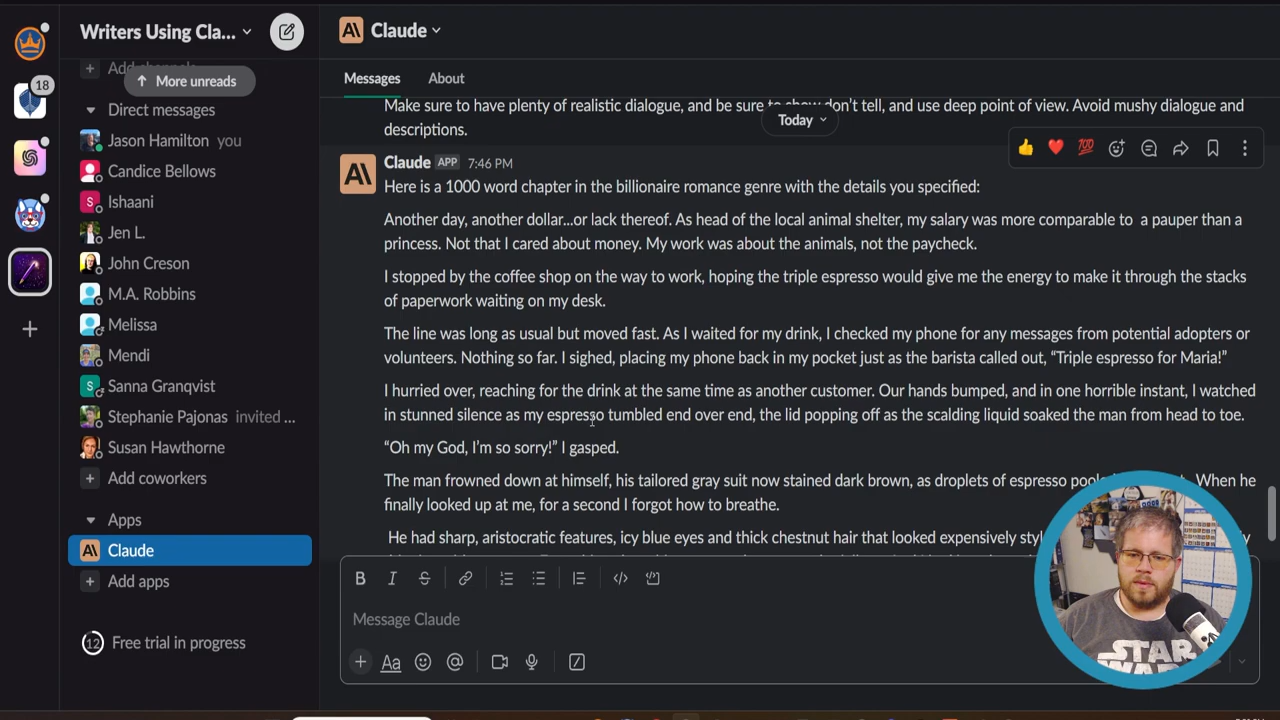 Writers Using Cla...
Claude
Add channels
More unreads
18
Direct messages
Jason Hamilton you
Candice Bellows
Ishaani
Jen L.
John Creson
M.A. Robbins
Melissa
Mendi
Sanna Granqvist
Stephanie Pajonas invited ...
Susan Hawthorne
Add coworkers
Apps
Claude
Add apps
12 Free trial in progress
Messages About
Make sure to have plenty of realistic dialogue, and be sure to show don't tell, and use deep point of view. Avoid mushy dialogue and
descriptions.
Today
Claude APP 7:46 PM
Here is a 1000 word chapter in the billionaire romance genre with the details you specified:
Another day, another dollar...or lack thereof. As head of the local animal shelter, my salary was more comparable to a pauper than a
princess. Not that I cared about money. My work was about the animals, not the paycheck.
I stopped by the coffee shop on the way to work, hoping the triple espresso would give me the energy to make it through the stacks
of paperwork waiting on my desk.
The line was long as usual but moved fast. As I waited for my drink, I checked my phone for any messages from potential adopters or
volunteers. Nothing so far. I sighed, placing my phone back in my pocket just as the barista called out, “Triple espresso for Maria!”
I hurried over, reaching for the drink at the same time as another customer. Our hands bumped, and in one horrible instant, I watched
in stunned silence as my espresso tumbled end over end, the lid popping off as the scalding liquid soaked the man from head to toe.
“Oh my God, I’m so sorry!” I gasped.
The man frowned down at himself, his tailored gray suit now stained dark brown, as droplets of espresso When he
finally looked up at me, for a second I forgot how to breathe.
He had sharp, aristocratic features, icy blue eyes and thick chestnut hair that looked expensively
Message Claude
STAR
WARS